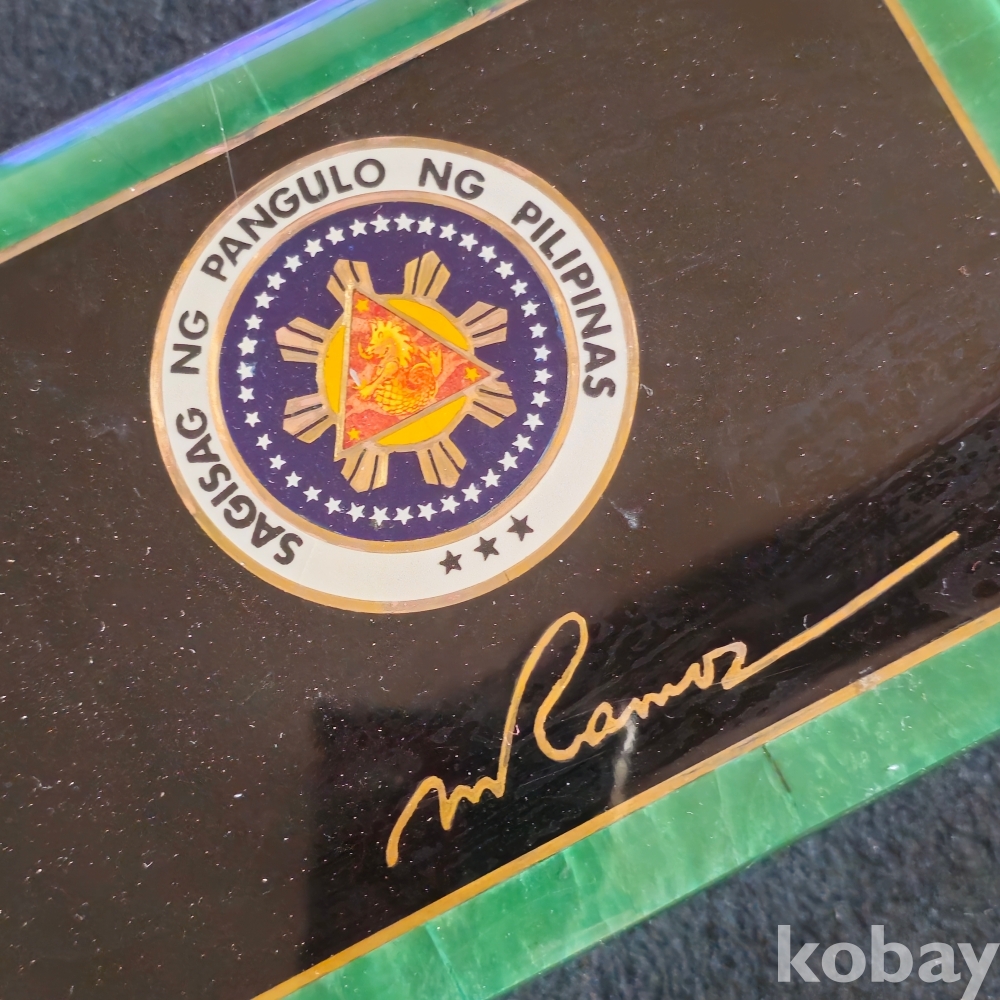 SAGISAG NG PANGULO NG PILIPINAS
Ramos
kobay